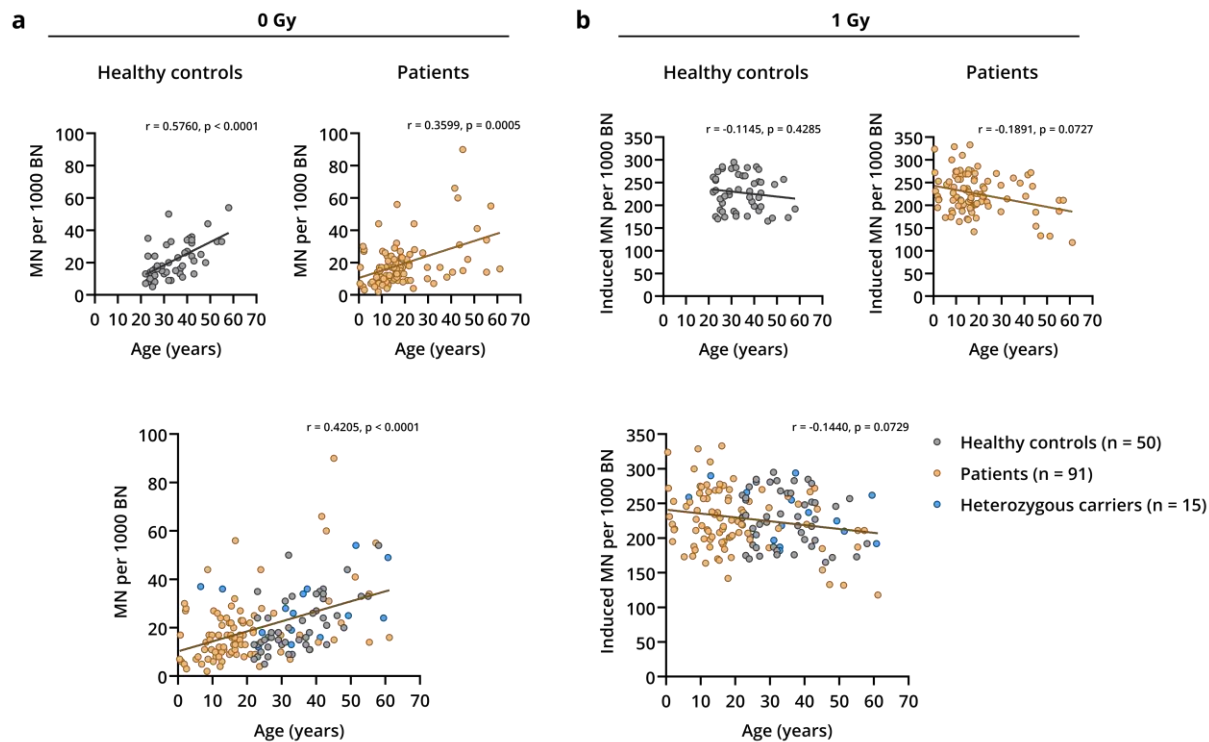 a
0 Gy
b
1 Gy
Healthy controls
Patients
Healthy controls
Patients
r = 0.5760, p < 0.0001
r = 0.3599, p = 0.0005
r = -0.1145, p = 0.4285
r = -0.1891, p = 0.0727
MN per 1000 BN
100
80
60
40
20
0
0 10 20 30 40 50 60 70
Age (years)
MN per 1000 BN
100
80
60
40
20
0
0 10 20 30 40 50 60 70
Age (years)
Induced MN per 1000 BN
350
300
250
200
150
100
50
0
0 10 20 30 40 50 60 70
Age (years)
Induced MN per 1000 BN
350
300
250
200
150
100
50
0
0 10 20 30 40 50 60 70
Age (years)
r = 0.4205, p < 0.0001
MN per 1000 BN
100
80
60
40
20
0
0 10 20 30 40 50 60 70
Age (years)
r = -0.1440, p = 0.0729
Induced MN per 1000 BN
350
300
250
200
150
100
50
0
0 10 20 30 40 50 60 70
Age (years)
Healthy controls (n = 50)
Patients (n = 91)
Heterozygous carriers (n = 15)